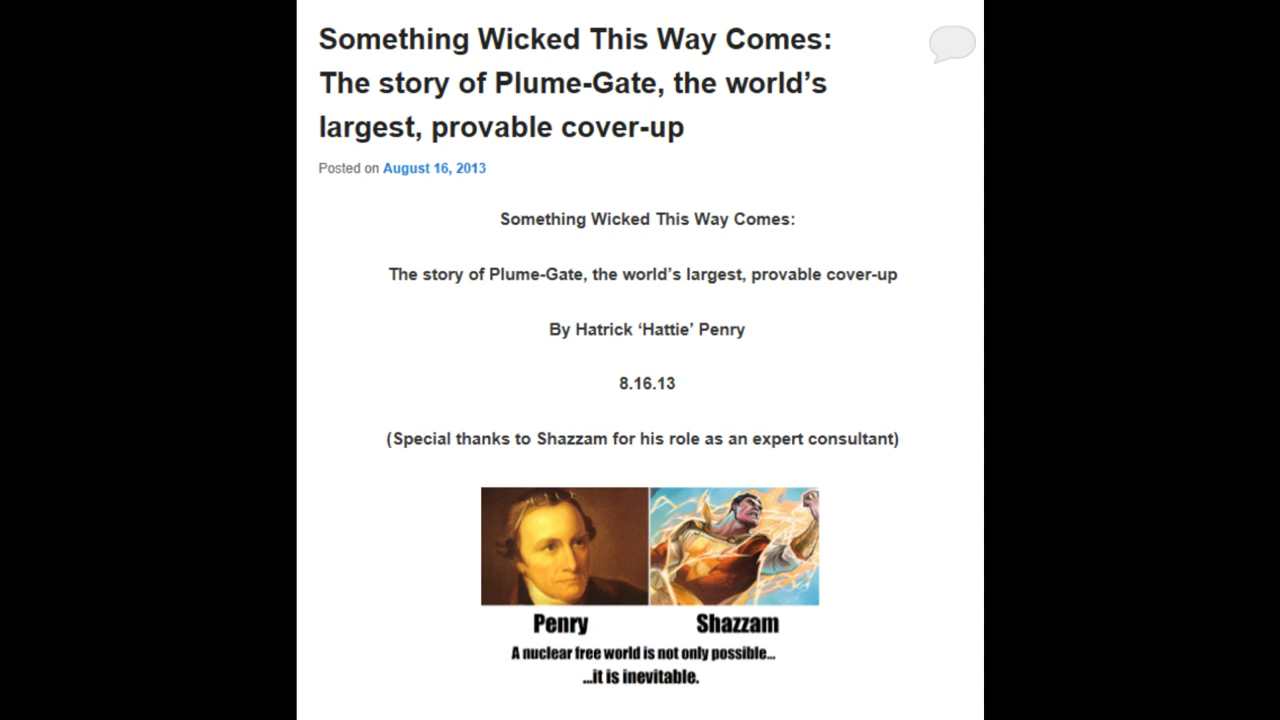 Something Wicked This Way Comes:
The story of Plume-Gate, the world’s
largest, provable cover-up
Posted on August 16, 2013
Something Wicked This Way Comes:
The story of Plume-Gate, the world’s largest, provable cover-up
By Hatrick ‘Hattie’ Penry
8.16.13
(Special thanks to Shazzam for his role as an expert consultant)
Penry Shazzam
A nuclear free world is not only possible...
...it is inevitable.